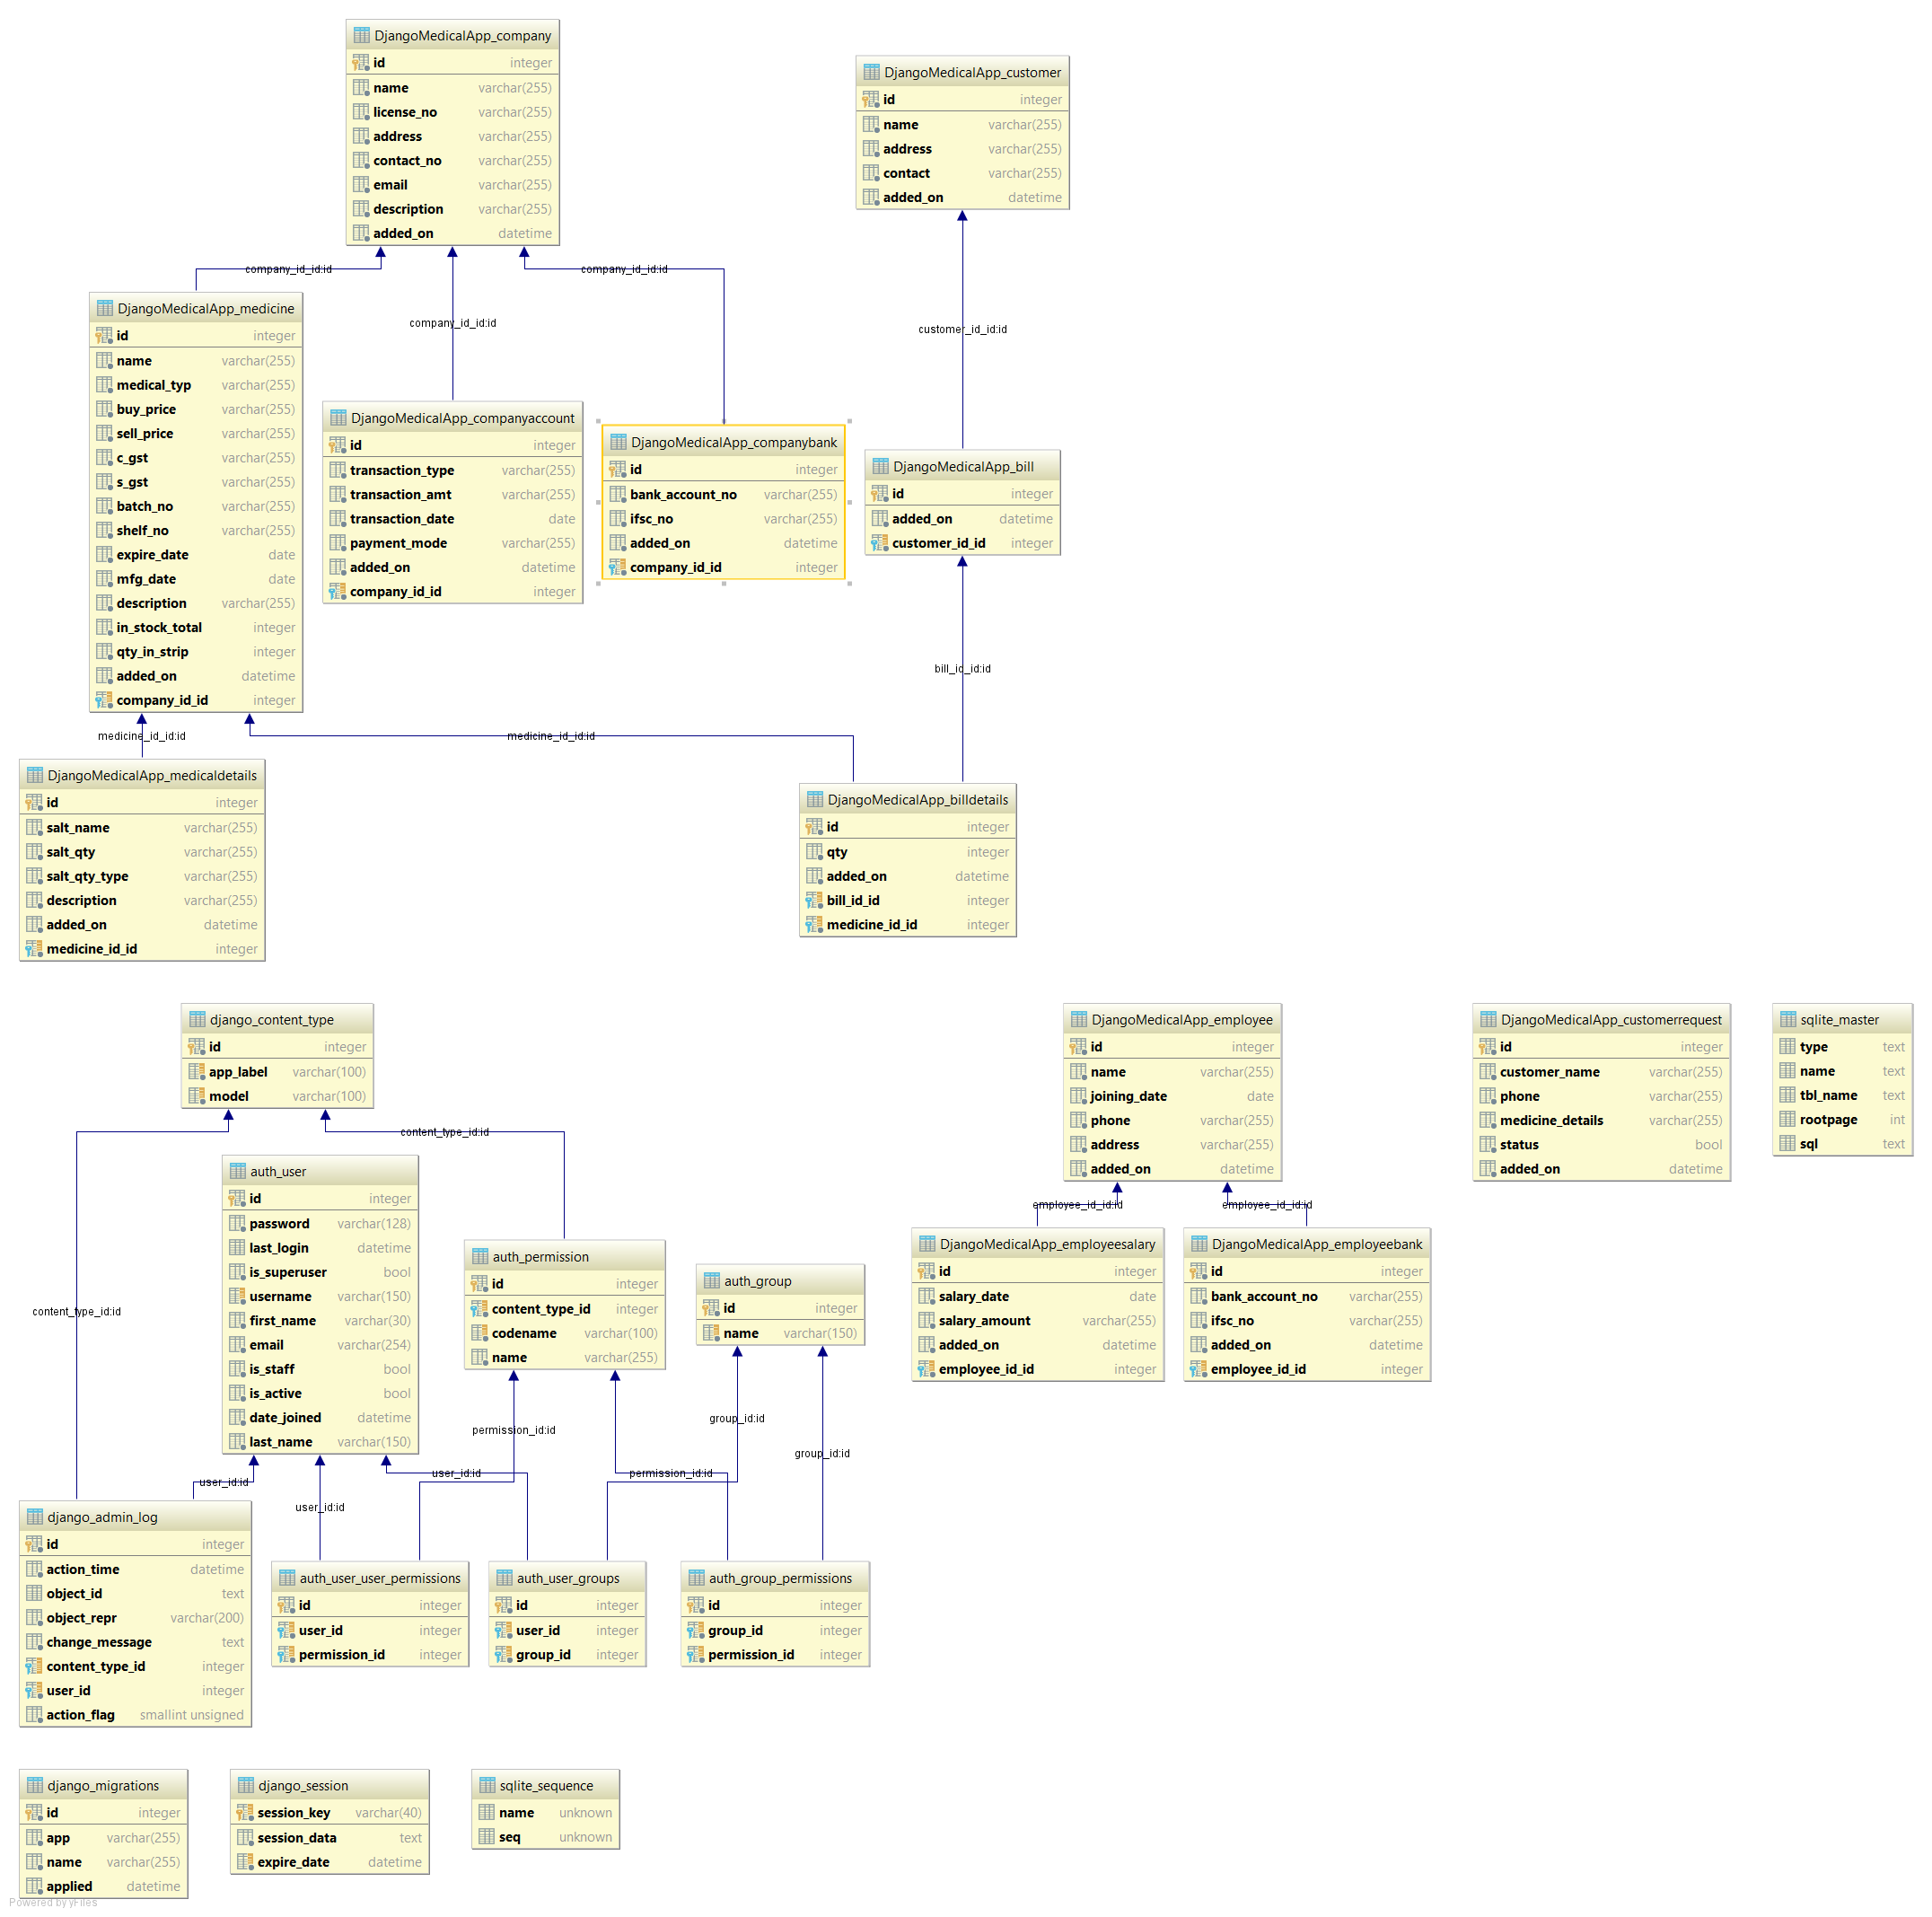 DjangoMedicalApp_company
id integer
name varchar(255)
license_no varchar(255)
address varchar(255)
contact_no varchar(255)
email varchar(255)
description varchar(255)
added_on datetime
DjangoMedicalApp_customer
id integer
name varchar(255)
address varchar(255)
contact varchar(255)
added_on datetime
company_id_id:id
company_id_id:id
company_id_id:id
customer_id_id:id
DjangoMedicalApp_medicine
id integer
name varchar(255)
medical_typ varchar(255)
buy_price varchar(255)
sell_price varchar(255)
c_gst varchar(255)
s_gst varchar(255)
batch_no varchar(255)
shelf_no varchar(255)
expire_date date
mfg_date date
description varchar(255)
in_stock_total integer
qty_in_strip integer
added_on datetime
company_id_id integer
DjangoMedicalApp_companyaccount
id integer
transaction_type varchar(255)
transaction_amt varchar(255)
transaction_date date
payment_mode varchar(255)
added_on datetime
company_id_id integer
DjangoMedicalApp_companybank
id integer
bank_account_no varchar(255)
ifsc_no varchar(255)
added_on datetime
company_id_id integer
DjangoMedicalApp_bill
id integer
added_on datetime
customer_id_id integer
bill_id_id:id
medicine_id_id:id
medicine_id_id:id
DjangoMedicalApp_medicaldetails
id integer
salt_name varchar(255)
salt_qty varchar(255)
salt_qty_type varchar(255)
description varchar(255)
added_on datetime
medicine_id_id integer
DjangoMedicalApp_billdetails
id integer
qty integer
added_on datetime
bill_id_id integer
medicine_id_id integer
django_content_type
id integer
app_label varchar(100)
model varchar(100)
DjangoMedicalApp_employee
id integer
name varchar(255)
joining_date date
phone varchar(255)
address varchar(255)
added_on datetime
DjangoMedicalApp_customerrequest
id integer
customer_name varchar(255)
phone varchar(255)
medicine_details varchar(255)
status bool
added_on datetime
sqlite_master
type text
name text
tbl_name text
rootpage int
sql text
content_type_id:id
content_type_id:id
employee_id_id:id
employee_id_id:id
auth_user
id integer
password varchar(128)
last_login datetime
is_superuser bool
username varchar(150)
first_name varchar(30)
email varchar(254)
is_staff bool
is_active bool
date_joined datetime
last_name varchar(150)
auth_permission
id integer
content_type_id integer
codename varchar(100)
name varchar(255)
auth_group
id integer
name varchar(150)
DjangoMedicalApp_employeesalary
id integer
salary_date date
salary_amount varchar(255)
added_on datetime
employee_id_id integer
DjangoMedicalApp_employeebank
id integer
bank_account_no varchar(255)
ifsc_no varchar(255)
added_on datetime
employee_id_id integer
permission_id:id
group_id:id
group_id:id
user_id:id
user_id:id
permission_id:id
user_id:id
django_admin_log
id integer
action_time datetime
object_id text
object_repr varchar(200)
change_message text
content_type_id integer
user_id integer
action_flag smallint unsigned
auth_user_user_permissions
id integer
user_id integer
permission_id integer
auth_user_groups
id integer
user_id integer
group_id integer
auth_group_permissions
id integer
group_id integer
permission_id integer
django_migrations
id integer
app varchar(255)
name varchar(255)
applied datetime
django_session
session_key varchar(40)
session_data text
expire_date datetime
sqlite_sequence
name unknown
seq unknown
Powered by yFiles